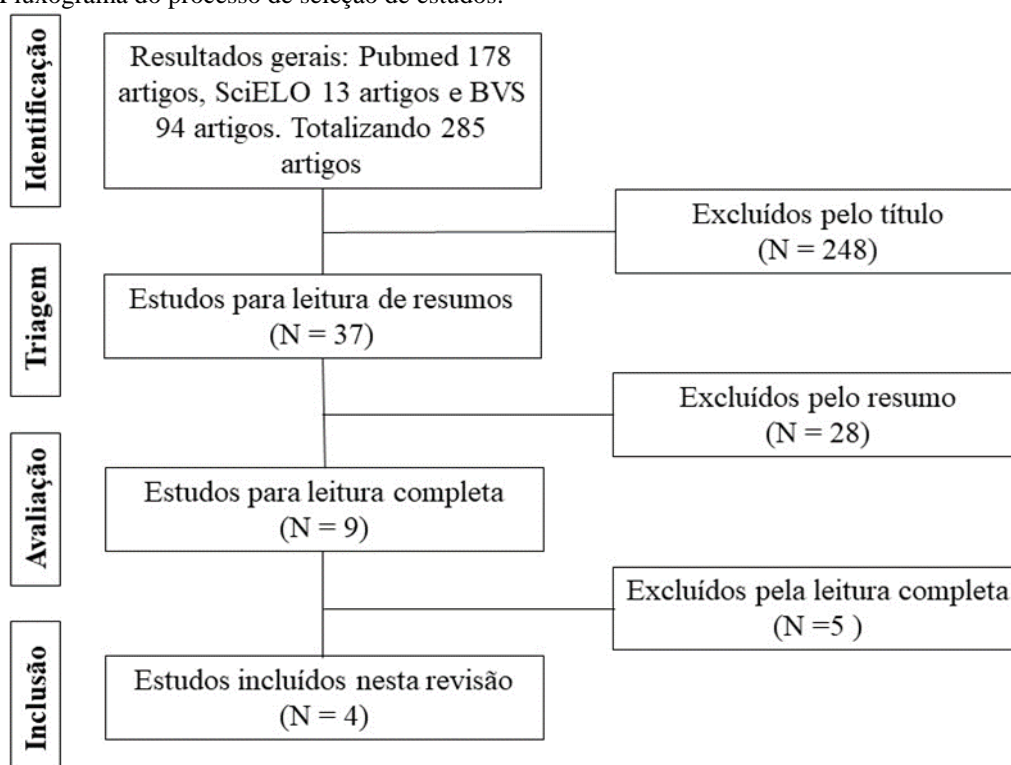 Fluxograma do processo de seleção de estudos.
Identificação
Resultados gerais: Pubmed 178
artigos, SciELO 13 artigos e BVS
94 artigos. Totalizando 285
artigos
Excluídos pelo título
(N = 248)
Triagem
Estudos para leitura de resumos
(N = 37)
Excluídos pelo resumo
(N = 28)
Avaliação
Estudos para leitura completa
(N = 9)
Excluídos pela leitura completa
(N =5 )
Inclusão
Estudos incluídos nesta revisão
(N = 4)